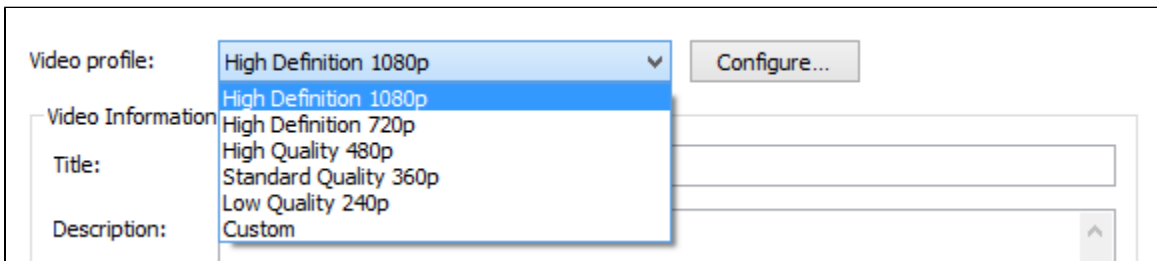 Video profile: High Definition 1080p Configure...
High Definition 1080p
Video Information
High Definition 720p
High Quality 480p
Title:
Standard Quality 360p
Low Quality 240p
Description:
Custom